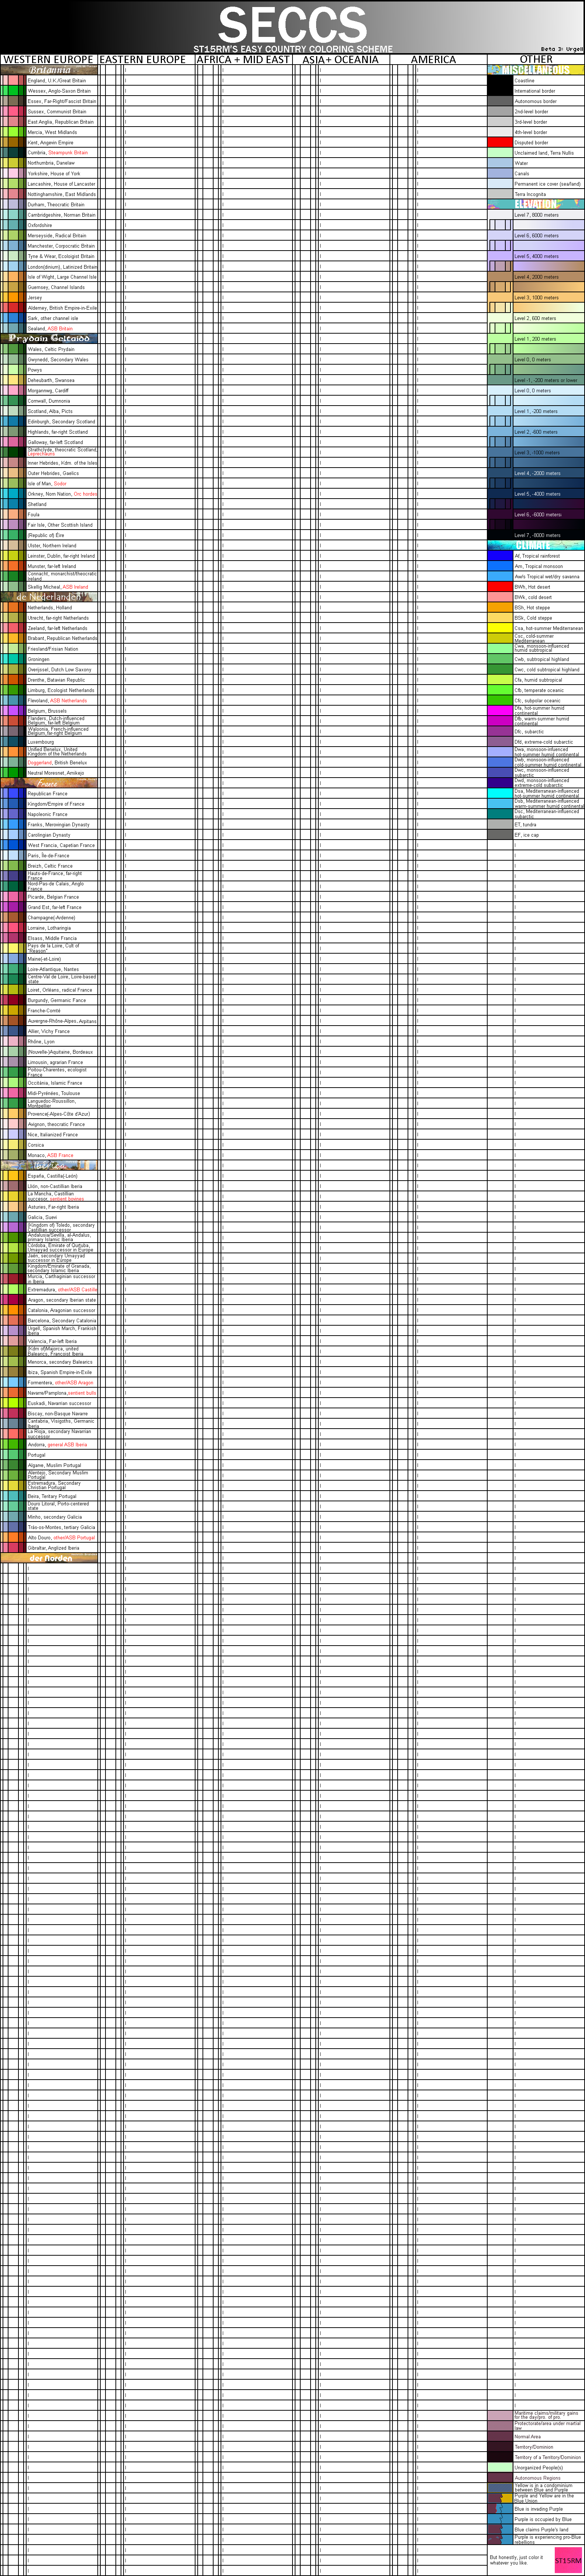 SECCS
ST15RM'S EASY COUNTRY COLORING SCHEME
Beta 3: Urgell
WESTERN EUROPE
EASTERN EUROPE
AFRICA + MID EAST
ASIA+ OCEANIA
AMERICA
OTHER
Britannia
England, U.K./Great Britain
Wessex, Anglo-Saxon Britain
Essex, Far-Right/Fascist Britain
Sussex, Communist Britain
East Anglia, Republican Britain
Mercia, West Midlands
Kent, Angevin Empire
Cumbria, Steampunk Britain
Northumbria, Danelaw
Yorkshire, House of York
Lancashire, House of Lancaster
Nottinghamshire, East Midlands
Durham, Theocratic Britain
Cambridgeshire, Norman Britain
Oxfordshire
Merseyside, Radical Britain
Manchester, Corpocratic Britain
Tyne & Wear, Ecologist Britain
London(dinium), Latinized Britain
Isle of Wight, Large Channel Isle
Guernsey, Channel Islands
Jersey
Alderney, British Empire-in-Exile
Sark, other channel isle
Sealand, ASB Britain
Prydain Geltaidd
Wales, Celtic Prydain
Gwynedd, Secondary Wales
Powys
Deheubarth, Swansea
Morgannwg, Cardiff
Cornwall, Dumnonia
Scotland, Alba, Picts
Edinburgh, Secondary Scotland
Highlands, far-right Scotland
Galloway, far-left Scotland
Strathclyde, theocratic Scotland,
Leprechauns
Inner Hebrides, Kdm. of the Isles
Outer Hebrides, Gaelics
Isle of Man, Sodor
Orkney, Norn Nation, Orc hordes
Shetland
Foula
Fair Isle, Other Scottish Island
(Republic of) Éire
Ulster, Northern Ireland
Leinster, Dublin, far-right Ireland
Munster, far-left Ireland
Connacht, monarchist/theocratic
Ireland
Skellig Micheal, ASB Ireland
de Nederlanden
Netherlands, Holland
Utrecht, far-right Netherlands
Zeeland, far-left Netherlands
Brabant, Republican Netherlands
Friesland/Frisian Nation
Groningen
Overijssel, Dutch Low Saxony
Drenthe, Batavian Republic
Limburg, Ecologist Netherlands
Flevoland, ASB Netherlands
Belgium, Brussels
Flanders, Dutch-influenced
Belgium, far-left Belgium
Wallonia, French-influenced
Belgium, far-right Belgium
Luxembourg
Unified Benelux, United
Kingdom of the Netherlands
Doggerland, British Benelux
Neutral Moresnet, Amikejo
France
Republican France
Kingdom/Empire of France
Napoleonic France
Franks, Merovingian Dynasty
Carolingian Dynasty
West Francia, Capetian France
Paris, Île-de-France
Breizh, Celtic France
Hauts-de-France, far-right
France
Nord/Pas de Calais, Anglo
France
Picardie, Belgian France
Grand Est, far-left France
Champagne(-Ardenne)
Lorraine, Lotharingia
Elsass, Middle Francia
Pays de la Loire, Cult of
"Reason"
Maine(-et-Loire)
Loire-Atlantique, Nantes
Centre-Val de Loire, Loire-based
state
Loiret, Orléans, radical France
Burgundy, Germanic Fance
Franche-Comté
Auvergne-Rhône-Alpes, Arpitans
Allier, Vichy France
Rhône, Lyon
(Nouvelle-)Aquitaine, Bordeaux
Limousin, agrarian France
Poitou-Charentes, ecologist
France
Occitània, Islamic France
Midi-Pyrénées, Toulouse
Languedoc-Roussillon,
Montpellier
Provence(-Alpes-Côte d'Azur)
Avignon, theocratic France
Nice, Italianized France
Corsica
Monaco, ASB France
España, Castilla(-León)
Llión, non-Castillian Iberia
La Mancha, Castillian
succesor, sentient bovines
Asturies, Far-right Iberia
Galicia, Suevi
(Kingdom of) Toledo, secondary
Castillian successor
Andalusia/Sevilla, al-Andalus,
primary Islamic Iberia
Córdoba, Emirate of Qurtuba,
Umayyad successor in Europe
Jaén, secondary Umayyad
successor in Europe
Kingdom/Emirate of Granada,
secondary Islamic Iberia
Murcia, Carthaginian successor
in Iberia
Extremadura, other/ASB Castille
Aragon, secondary Iberian state
Catalonia, Aragonian successor
Barcelona, Secondary Catalonia
Urgell, Spanish March, Frankish
Iberia
Valencia, Far-left Iberia
(Kdm of)Majorca, united
Balearics, Francoist Iberia
Menorca, secondary Balearics
Ibiza, Spanish Empire-in-Exile
Formentera, other/ASB Aragon
Navarre/Pamplona,sentient bulls
Euskadi, Navarrian successor
Biscay, non-Basque Navarre
Cantabria, Visigoths, Germanic
Iberia
La Rioja, secondary Navarrian
successor
Andorra, general ASB Iberia
Portugal
Algarve, Muslim Portugal
Alentejo, Secondary Muslim
Portugal
Estremadura, Secondary
Christian Portugal
Beira, Tertiary Portugal
Douro Litoral, Porto-centered
state
Minho, secondary Galicia
Trás-os-Montes, tertiary Galicia
Alto Douro, other/ASB Portugal
Gibraltar, Anglized Iberia
der Norden
MISCELLANEOUS
Coastline
International border
Autonomous border
2nd-level border
3rd-level border
4th-level border
Disputed border
Unclaimed land, Terra Nullis
Water
Canals
Permanent ice cover (sea/land)
Terra Incognita
ELEVATION
Level 7, 8000 meters
Level 6, 6000 meters
Level 5, 4000 meters
Level 4, 2000 meters
Level 3, 1000 meters
Level 2, 600 meters
Level 1, 200 meters
Level 0, 0 meters
Level -1, -200 meters or lower
Level 0, 0 meters
Level 1, -200 meters
Level 2, -600 meters
Level 3, -1000 meters
Level 4, -2000 meters
Level 5, -4000 meters
Level 6, -6000 meters
Level 7, -8000 meters
CLIMATE
Af, Tropical rainforest
Am, Tropical monsoon
Aw/s Tropical wet/dry savanna
BWh, Hot desert
BWk, cold desert
BSh, Hot steppe
BSk, Cold steppe
Csa, hot-summer Mediterranean
Csc, cold-summer
Mediterranean
Cwa, monsoon-influenced
humid subtropical
Cwb, subtropical highland
Cwc, cold subtropical highland
Cfa, humid subtropical
Cfb, temperate oceanic
Cfc, subpolar oceanic
Dfa, hot-summer humid
continental
Dfb, warm-summer humid
continental
Dfc, subarctic
Dfd, extreme-cold subarctic
Dwa, monsoon-influenced
hot-summer humid continental
Dwb, monsoon-influenced
cold-summer humid continental
Dwc, monsoon-influenced
subarctic
Dwd, monsoon-influenced
extreme-cold subarctic
Dsa, Mediterranean-influenced
hot-summer humid continental
Dsb, Mediterranean-influenced
warm-summer humid continental
Dsc, Mediterranean-influenced
subarctic
ET, tundra
EF, ice cap
Maritime claims/military gains
for the day/pro. of pro.
Protectorate/area under martial
law
Normal Area
Territory/Dominion
Territory of a Territory/Dominion
Unorganized People(s)
Autonomous Regions
Yellow is in a condominium
between Blue and Purple
Purple and Yellow are in the
Blue Union
Blue is invading Purple
Purple is occupied by Blue
Blue claims Purple's land
Purple is experiencing pro-Blue
rebellions
But honestly, just color it
whatever you like.
ST15RM